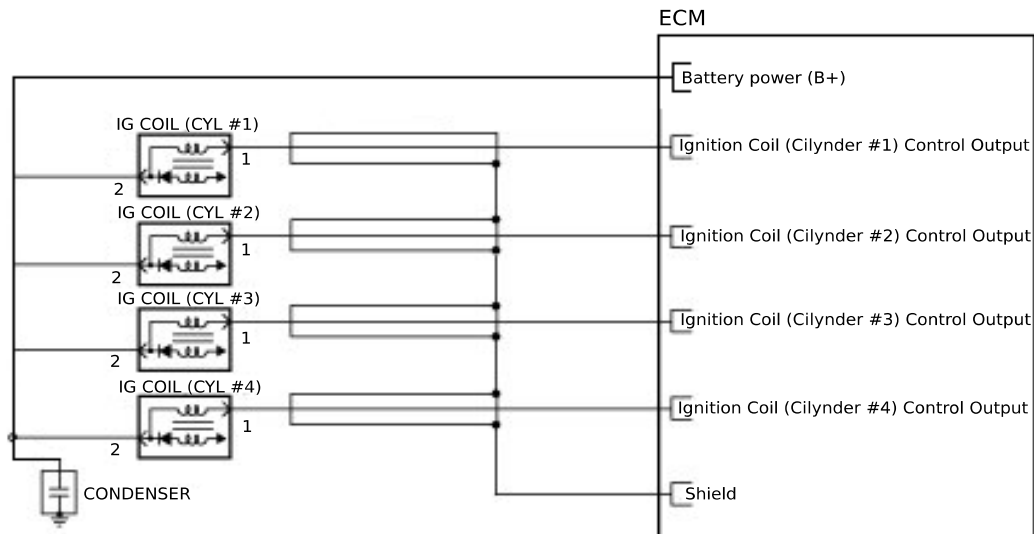 ECM
Battery power (B+)
IG COIL (CYL #1)
1
Ignition Coil (Cilynder #1) Control Output
2
IG COIL (CYL #2)
1
Ignition Coil (Cilynder #2) Control Output
2
IG COIL (CYL #3)
1
Ignition Coil (Cilynder #3) Control Output
2
IG COIL (CYL #4)
1
Ignition Coil (Cilynder #4) Control Output
2
CONDENSER
Shield